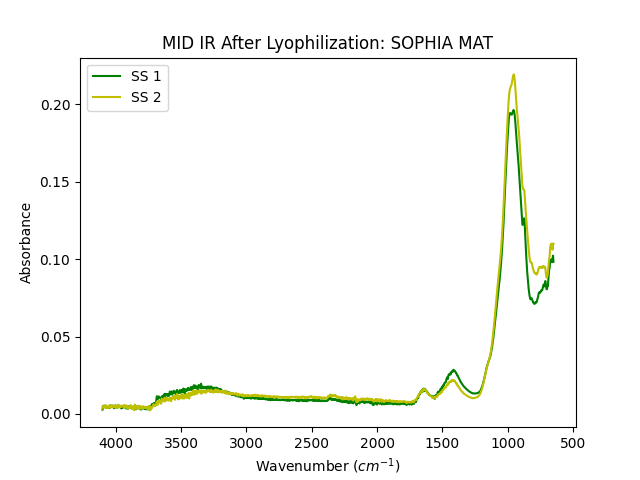 MID IR After Lyophilization: SOPHIA MAT
SS 1
SS 2
0.20
0.15
0.10
0.05
0.00
Absorbance
4000 3500 3000 2500 2000 1500 1000 500
Wavenumber (cm⁻¹)